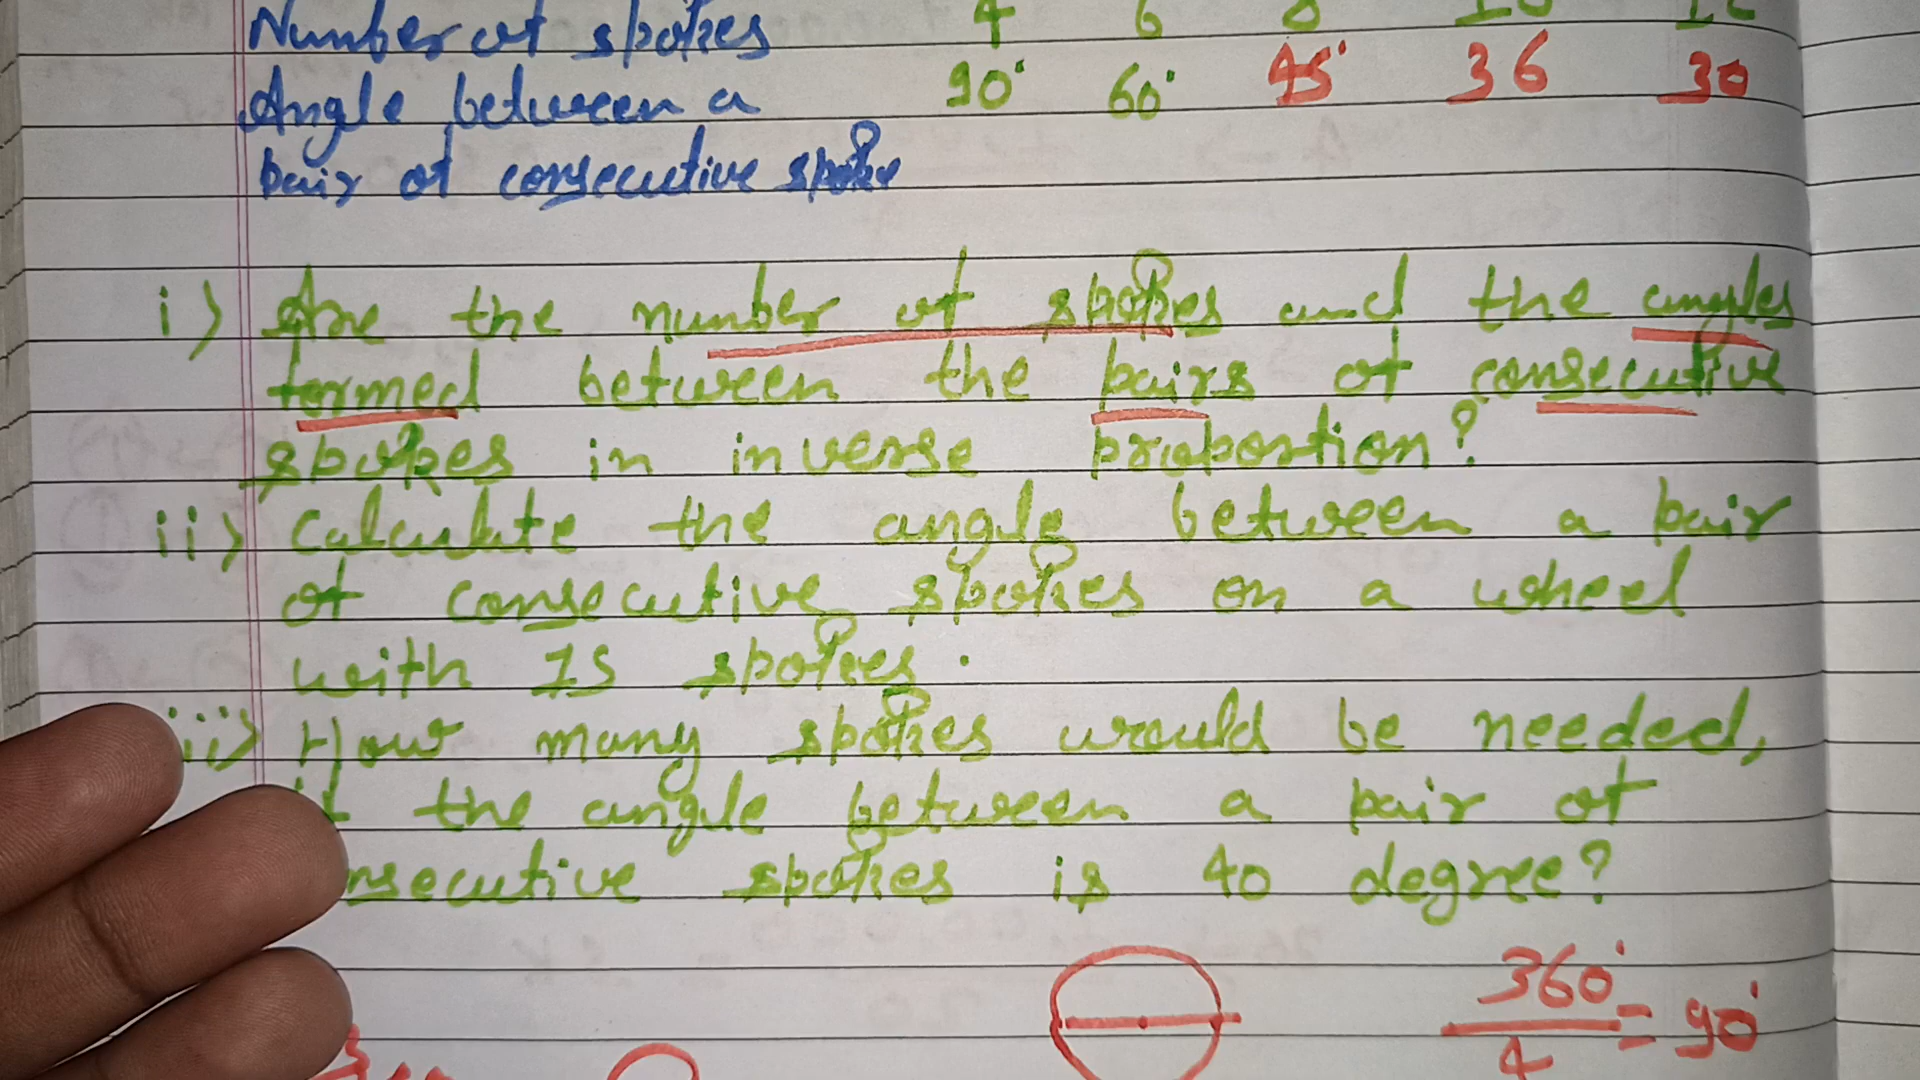 Number of spokes 4 6 8 10 12
Angle between a 90° 60° 45° 36 30
pair of consecutive spoke
i) Are the number of spokes and the angles
formed between the pairs of consecutive
spokes in inverse proportion?
ii) Calculate the angle between a pair
of consecutive spokes on a wheel
with 15 spokes.
iii) How many spokes would be needed,
if the angle between a pair of
nsecutive spokes is 40 degree?
360°/4 = 90°